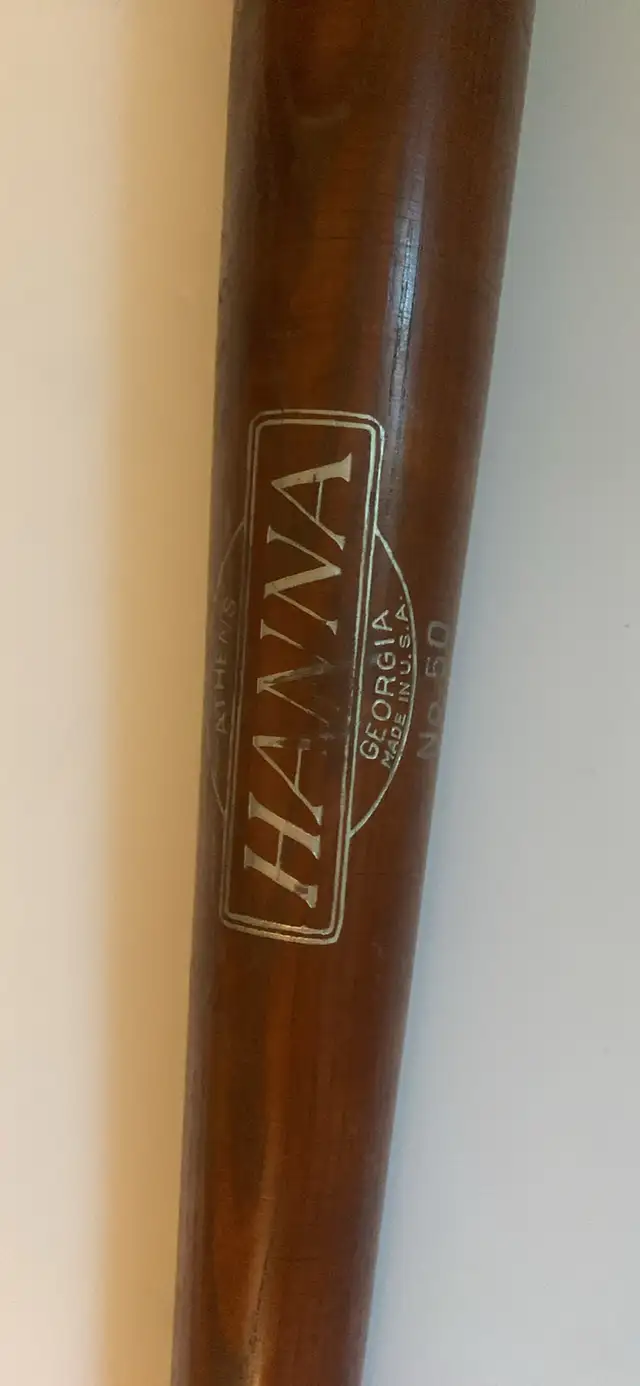 ATHENS
HANNA
GEORGIA
MADE IN U.S.A.
No. 50